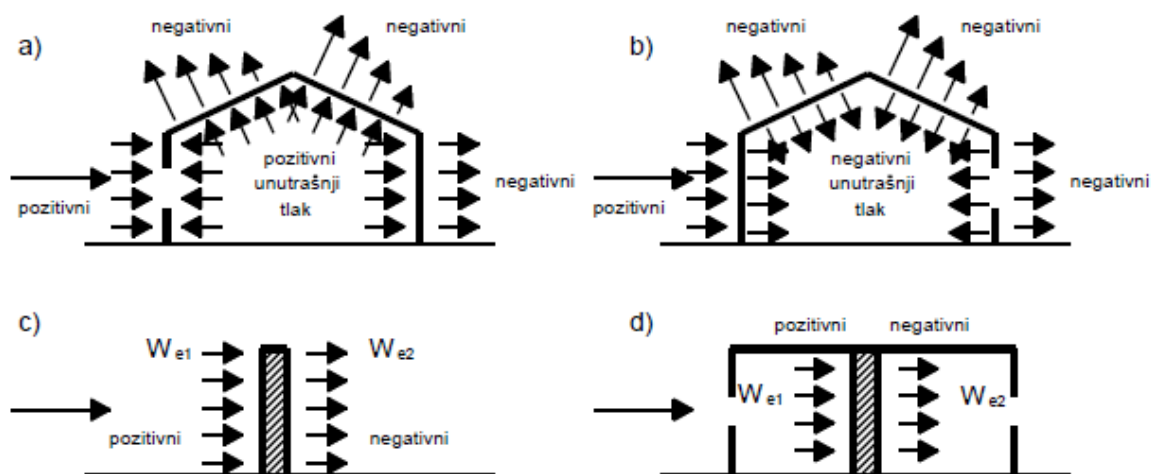 a)
negativni
negativni
pozitivni
pozitivni
unutrašnji
tlak
negativni
b)
negativni
negativni
pozitivni
negativni
unutrašnji
tlak
negativni
c)
We1
We2
pozitivni
negativni
d)
pozitivni
negativni
We1
We2